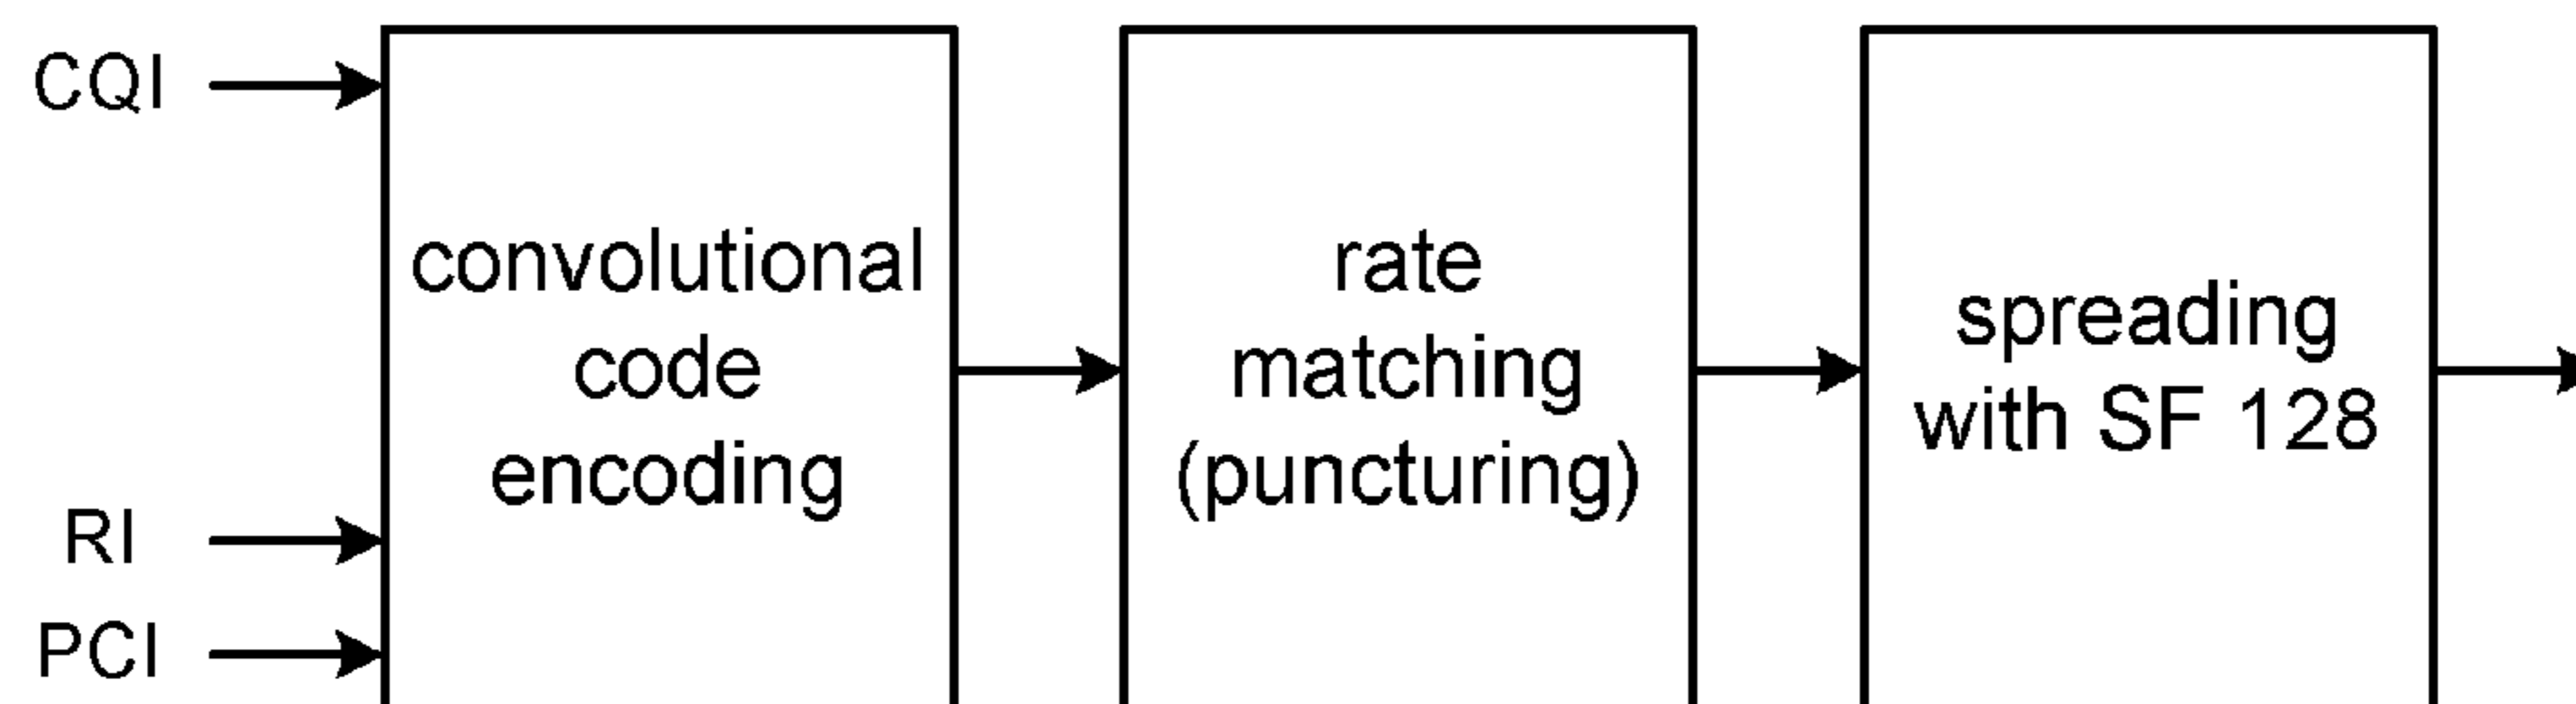 CQI
RI
PCI
convolutional
code
encoding
rate
matching
(puncturing)
spreading
with SF 128